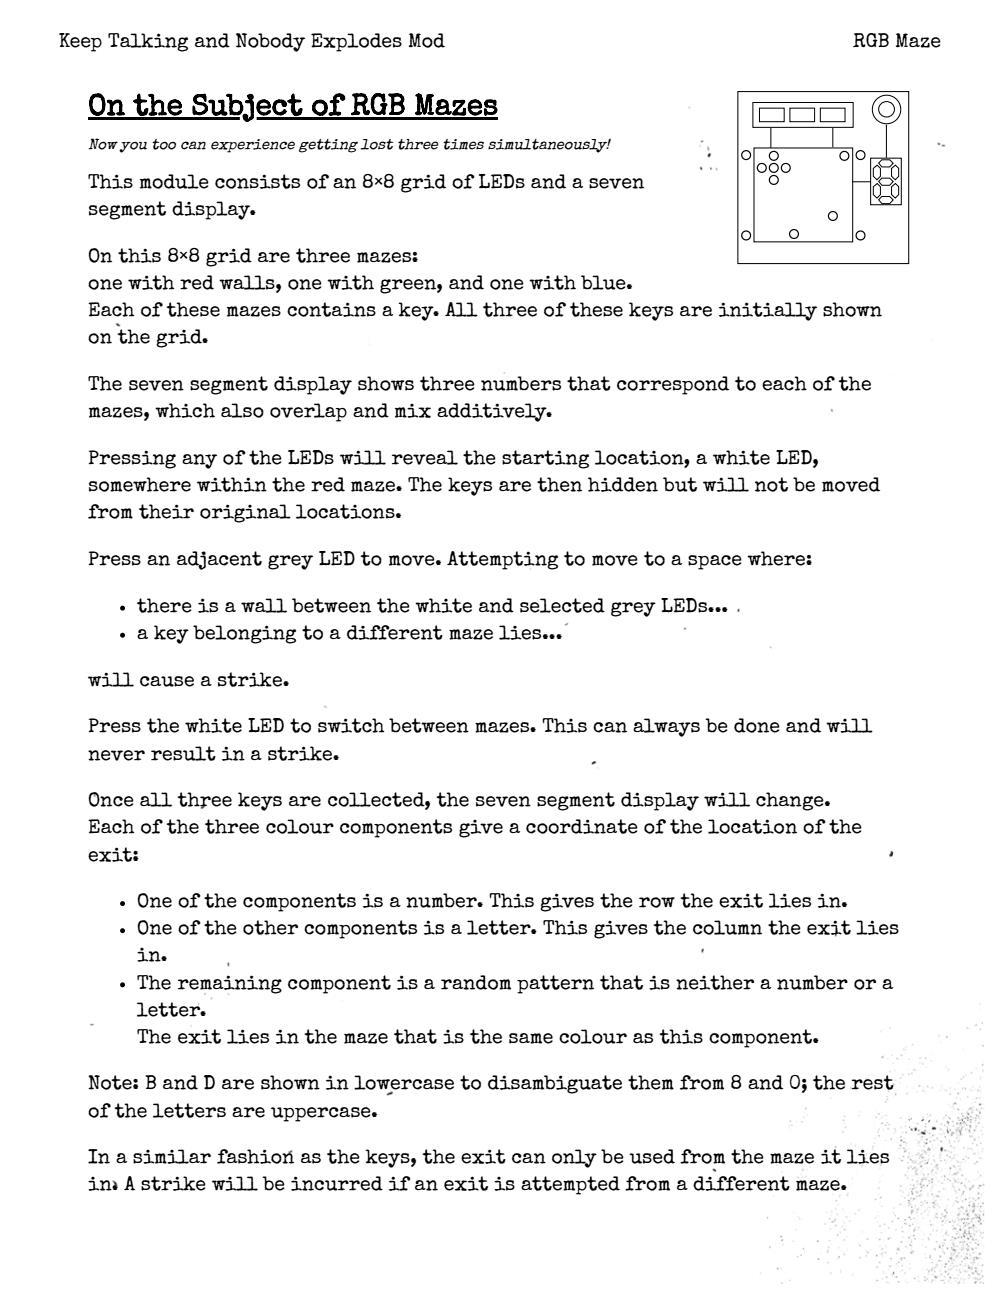 Keep Talking and Nobody Explodes Mod RGB Maze
On the Subject of RGB Mazes
Now you too can experience getting lost three times simultaneously!
This module consists of an 8×8 grid of LEDs and a seven
segment display.
On this 8×8 grid are three mazes:
one with red walls, one with green, and one with blue.
Each of these mazes contains a key. All three of these keys are initially shown
on the grid.
The seven segment display shows three numbers that correspond to each of the
mazes, which also overlap and mix additively.
Pressing any of the LEDs will reveal the starting location, a white LED,
somewhere within the red maze. The keys are then hidden but will not be moved
from their original locations.
Press an adjacent grey LED to move. Attempting to move to a space where:
• there is a wall between the white and selected grey LEDs...
• a key belonging to a different maze lies...
will cause a strike.
Press the white LED to switch between mazes. This can always be done and will
never result in a strike.
Once all three keys are collected, the seven segment display will change.
Each of the three colour components give a coordinate of the location of the
exit:
• One of the components is a number. This gives the row the exit lies in.
• One of the other components is a letter. This gives the column the exit lies
in.
• The remaining component is a random pattern that is neither a number or a
letter.
The exit lies in the maze that is the same colour as this component.
Note: B and D are shown in lowercase to disambiguate them from 8 and 0; the rest
of the letters are uppercase.
In a similar fashion as the keys, the exit can only be used from the maze it lies
in. A strike will be incurred if an exit is attempted from a different maze.